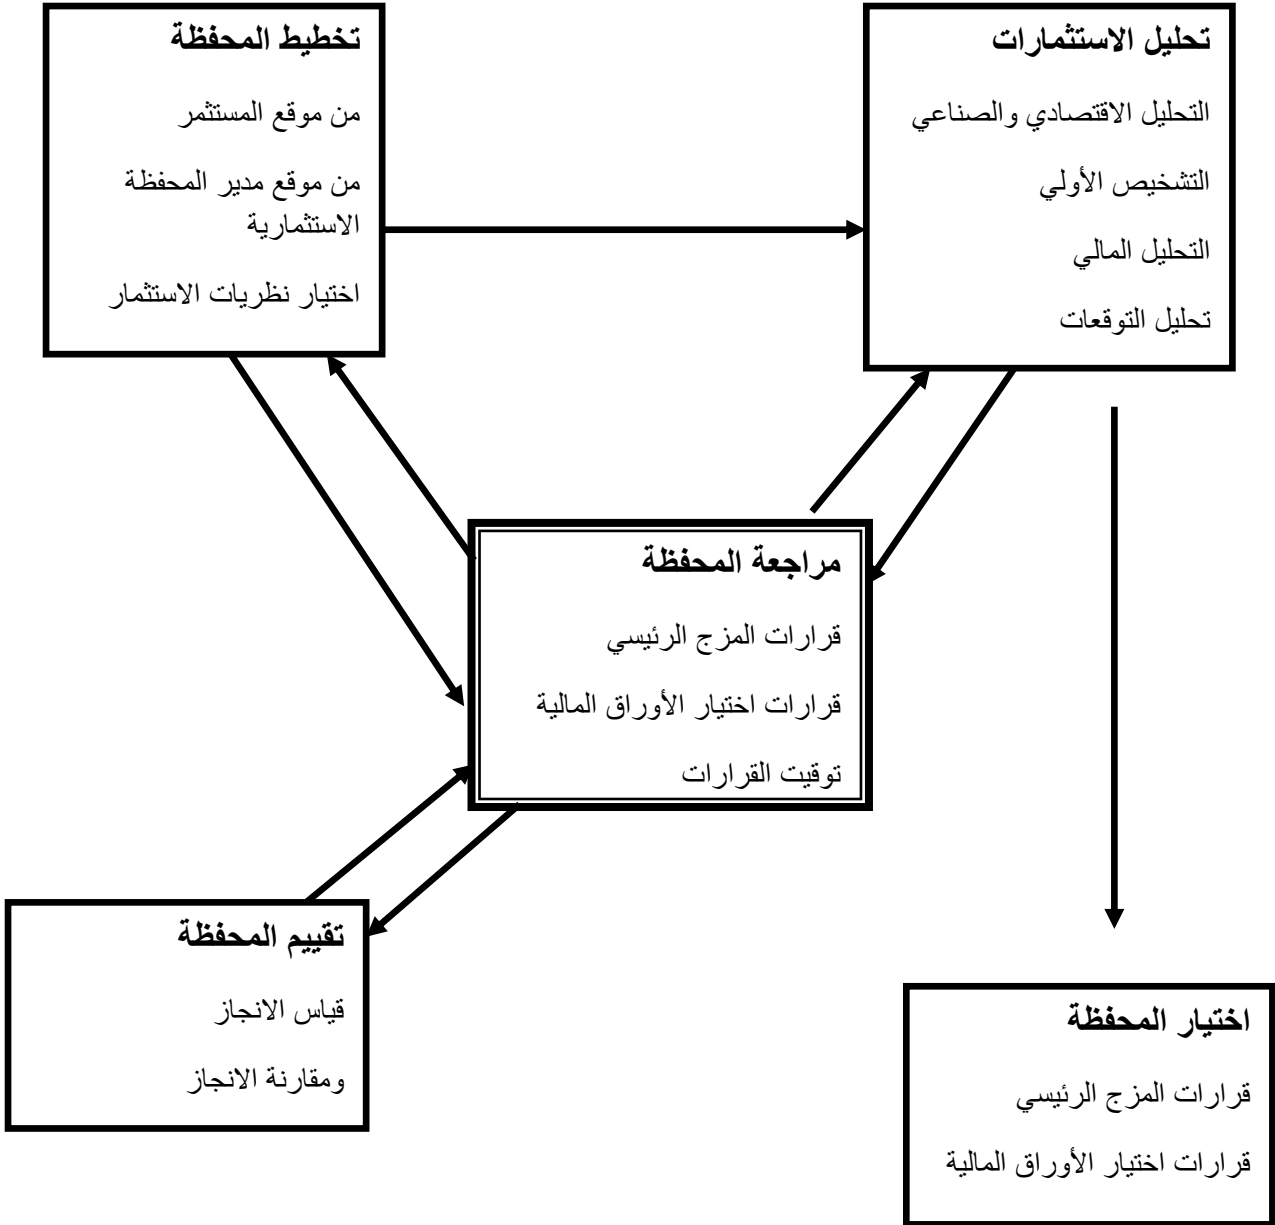 تحليل الاستثمارات
التحليل الاقتصادي والصناعي
التشخيص الأولي
التحليل المالي
تحليل التوقعات
تخطيط المحفظة
من موقع المستثمر
من موقع مدير المحفظة
الاستثمارية
اختيار نظريات الاستثمار
مراجعة المحفظة
قرارات المزج الرئيسي
قرارات اختيار الأوراق المالية
توقيت القرارات
اختيار المحفظة
قرارات المزج الرئيسي
قرارات اختيار الأوراق المالية
تقييم المحفظة
قياس الانجاز
ومقارنة الانجاز